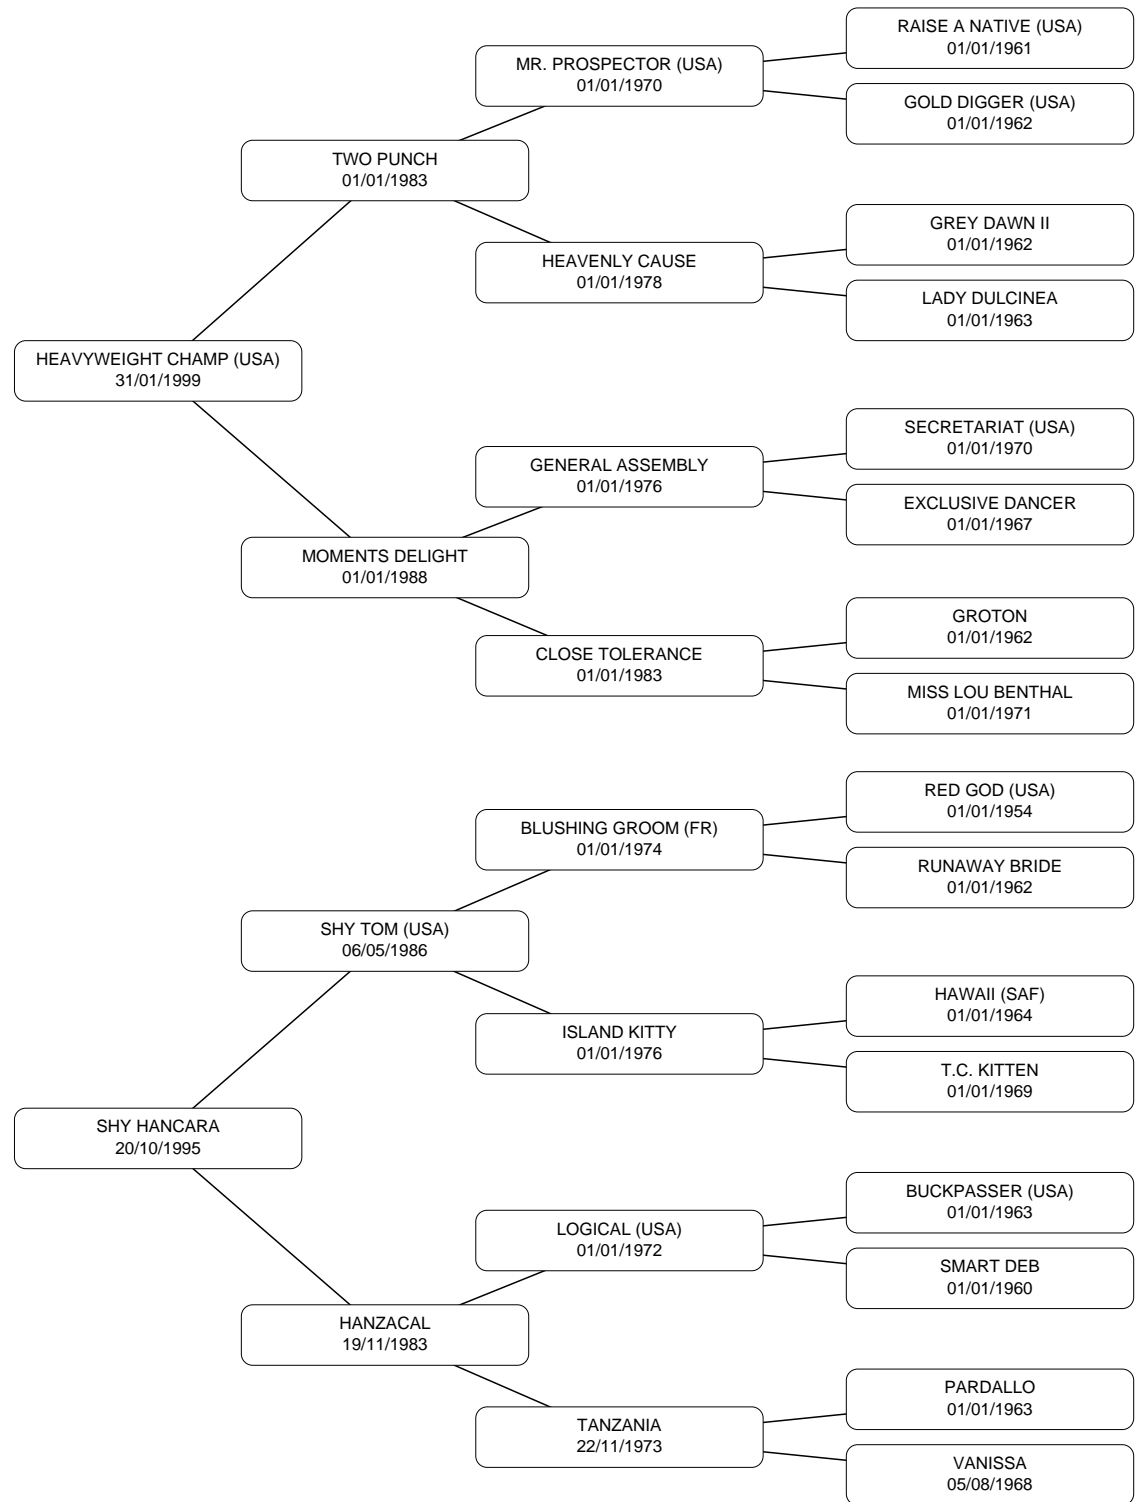 RAISE A NATIVE (USA)
01/01/1961
MR. PROSPECTOR (USA)
01/01/1970
GOLD DIGGER (USA)
01/01/1962
TWO PUNCH
01/01/1983
GREY DAWN II
01/01/1962
HEAVENLY CAUSE
01/01/1978
LADY DULCINEA
01/01/1963
HEAVYWEIGHT CHAMP (USA)
31/01/1999
SECRETARIAT (USA)
01/01/1970
GENERAL ASSEMBLY
01/01/1976
EXCLUSIVE DANCER
01/01/1967
MOMENTS DELIGHT
01/01/1988
GROTON
01/01/1962
CLOSE TOLERANCE
01/01/1983
MISS LOU BENTHAL
01/01/1971
RED GOD (USA)
01/01/1954
BLUSHING GROOM (FR)
01/01/1974
RUNAWAY BRIDE
01/01/1962
SHY TOM (USA)
06/05/1986
HAWAII (SAF)
01/01/1964
ISLAND KITTY
01/01/1976
T.C. KITTEN
01/01/1969
SHY HANCARA
20/10/1995
BUCKPASSER (USA)
01/01/1963
LOGICAL (USA)
01/01/1972
SMART DEB
01/01/1960
HANZACAL
19/11/1983
PARDALLO
01/01/1963
TANZANIA
22/11/1973
VANISSA
05/08/1968